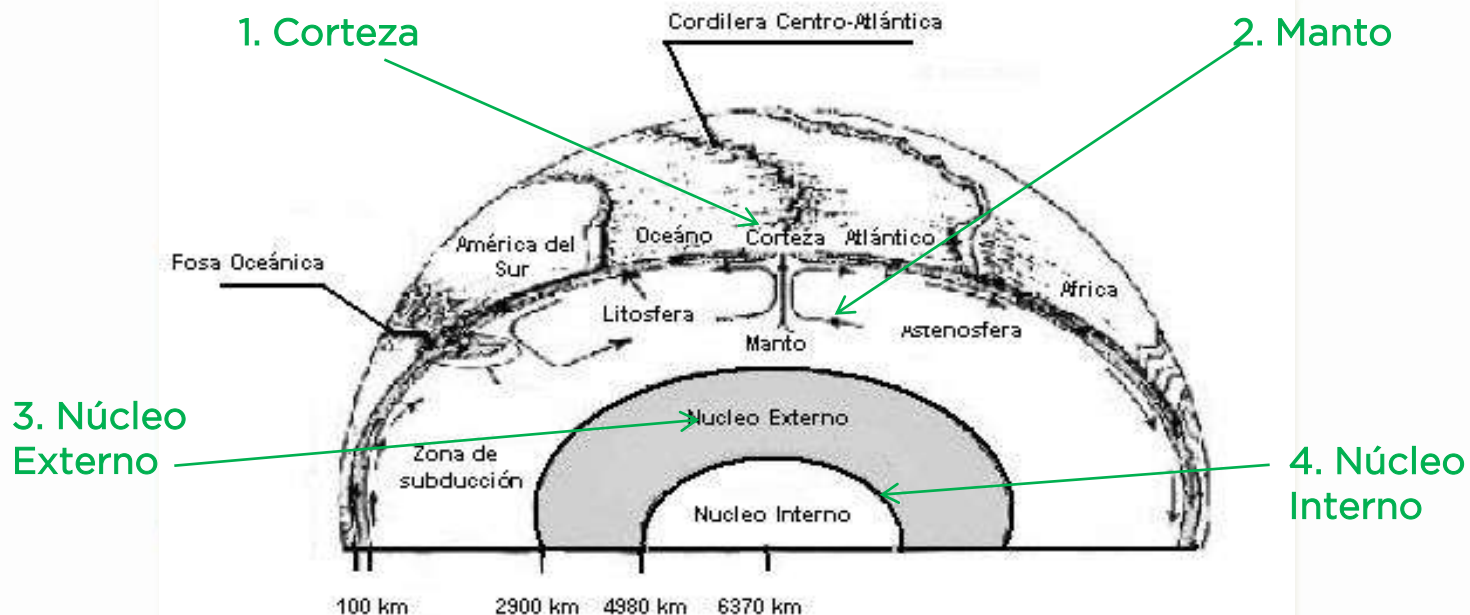 Cordilera Centro-Atlántica
1. Corteza
2. Manto
Oceáno Corteza Atlántico
América del
Sur
Fosa Oceánica
Africa
Litosfera
Astenosfera
Manto
3. Núcleo
Externo
Nucleo Externo
Zona de
subducción
4. Núcleo
Interno
Nucleo Interno
100 km 2900 km 4980 km 6370 km